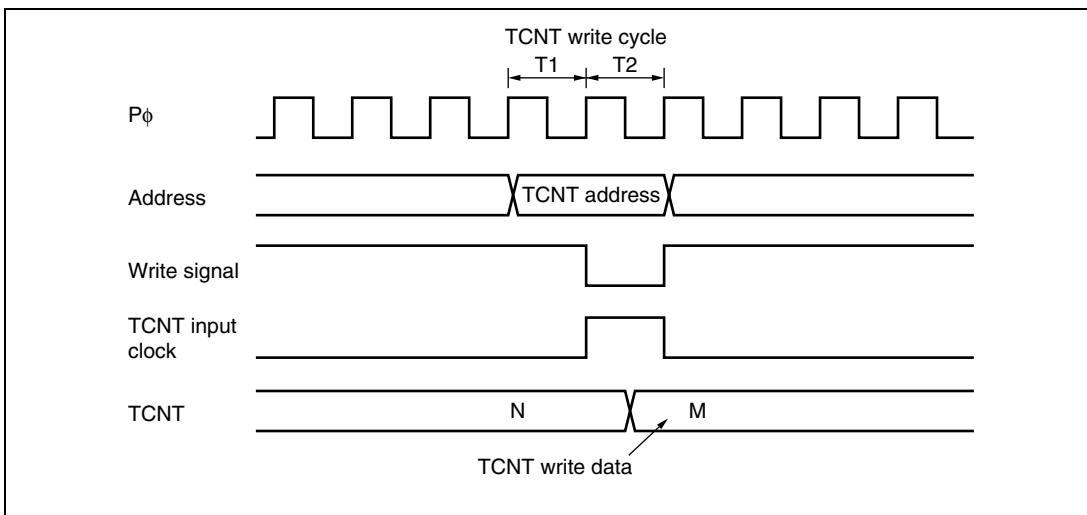 TCNT write cycle
T1 T2
Pϕ
Address
TCNT address
Write signal
TCNT input
clock
TCNT
N
M
TCNT write data